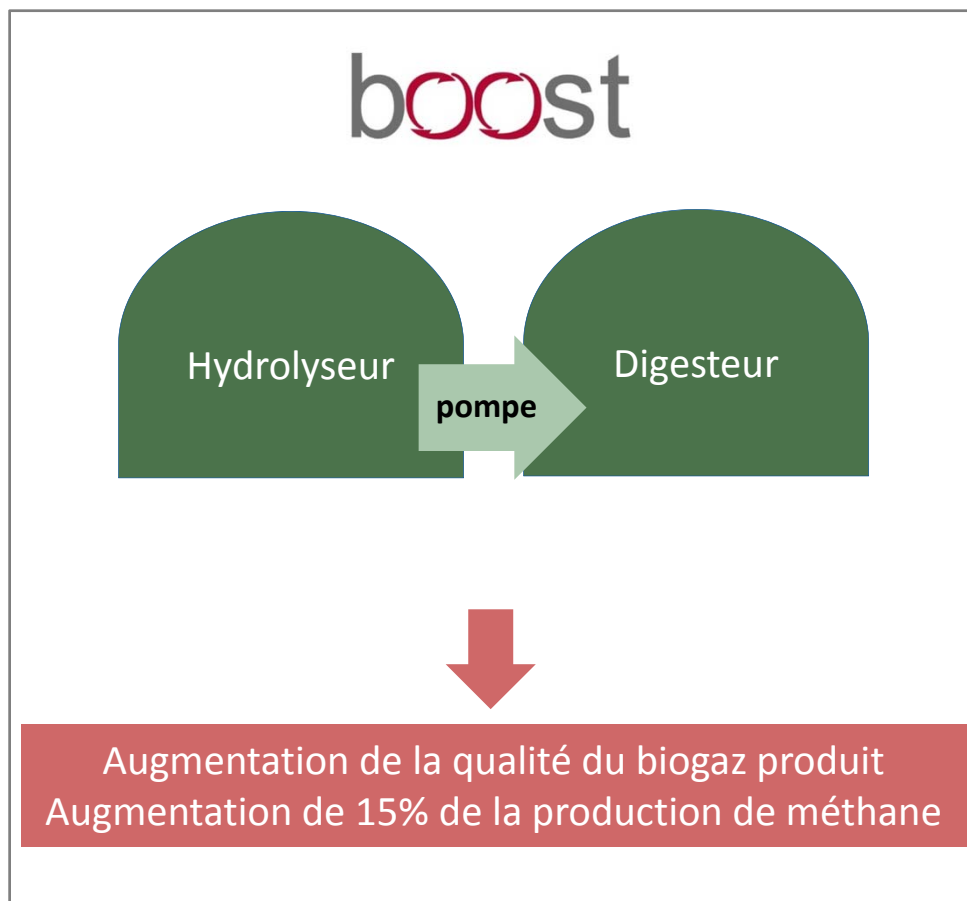 boost
Hydrolyseur
pompe
Digesteur
Augmentation de la qualité du biogaz produit
Augmentation de 15% de la production de méthane